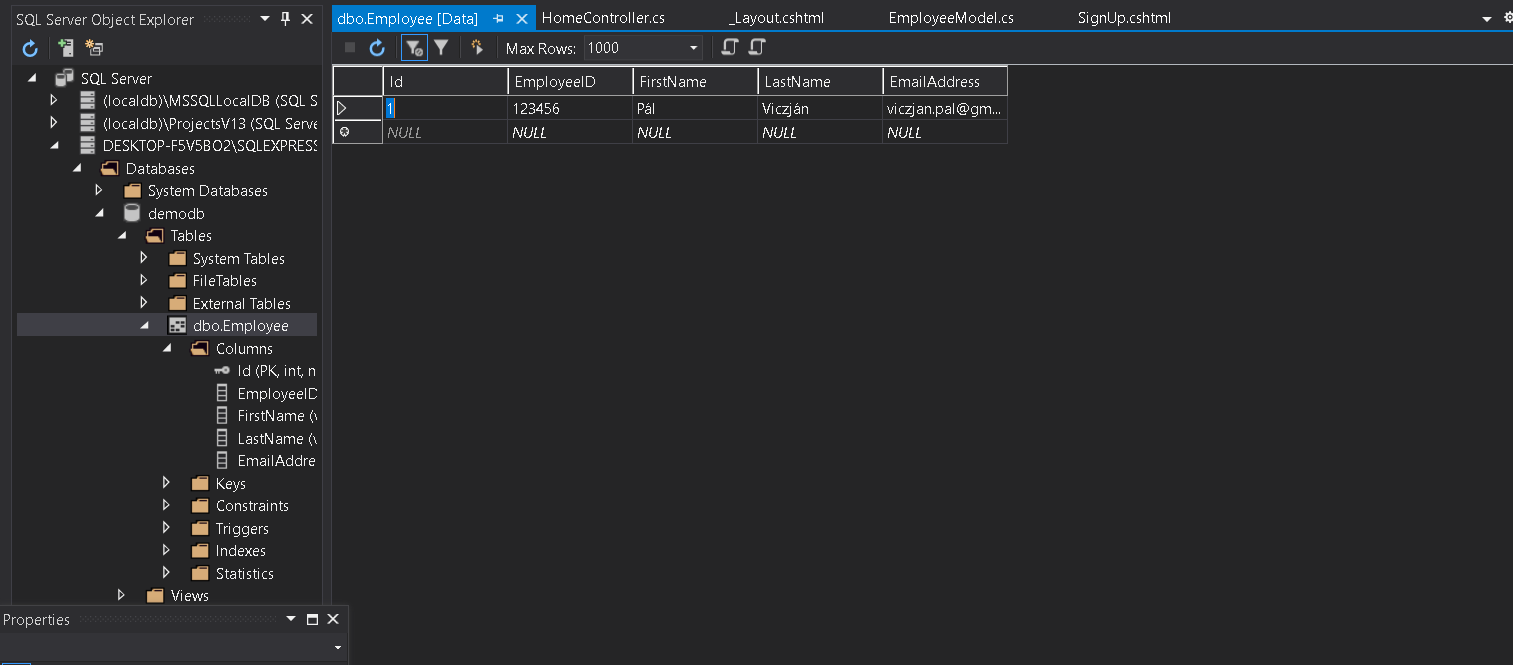 SQL Server Object Explorer
dbo.Employee [Data] HomeController.cs _Layout.cshtml EmployeeModel.cs SignUp.cshtml
Max Rows: 1000
Id EmployeeID FirstName LastName EmailAddress
1 123456 Pál Viczján viczjan.pal@gm...
NULL NULL NULL NULL NULL
SQL Server
(localdb)\MSSQLLocalDB (SQL S
(localdb)\ProjectsV13 (SQL Serve
DESKTOP-F5V5BO2\SQLEXPRESS
Databases
System Databases
demodb
Tables
System Tables
FileTables
External Tables
dbo.Employee
Columns
Id (PK, int, n
EmployeeID
FirstName (v
LastName (v
EmailAddre
Keys
Constraints
Triggers
Indexes
Statistics
Views
Properties